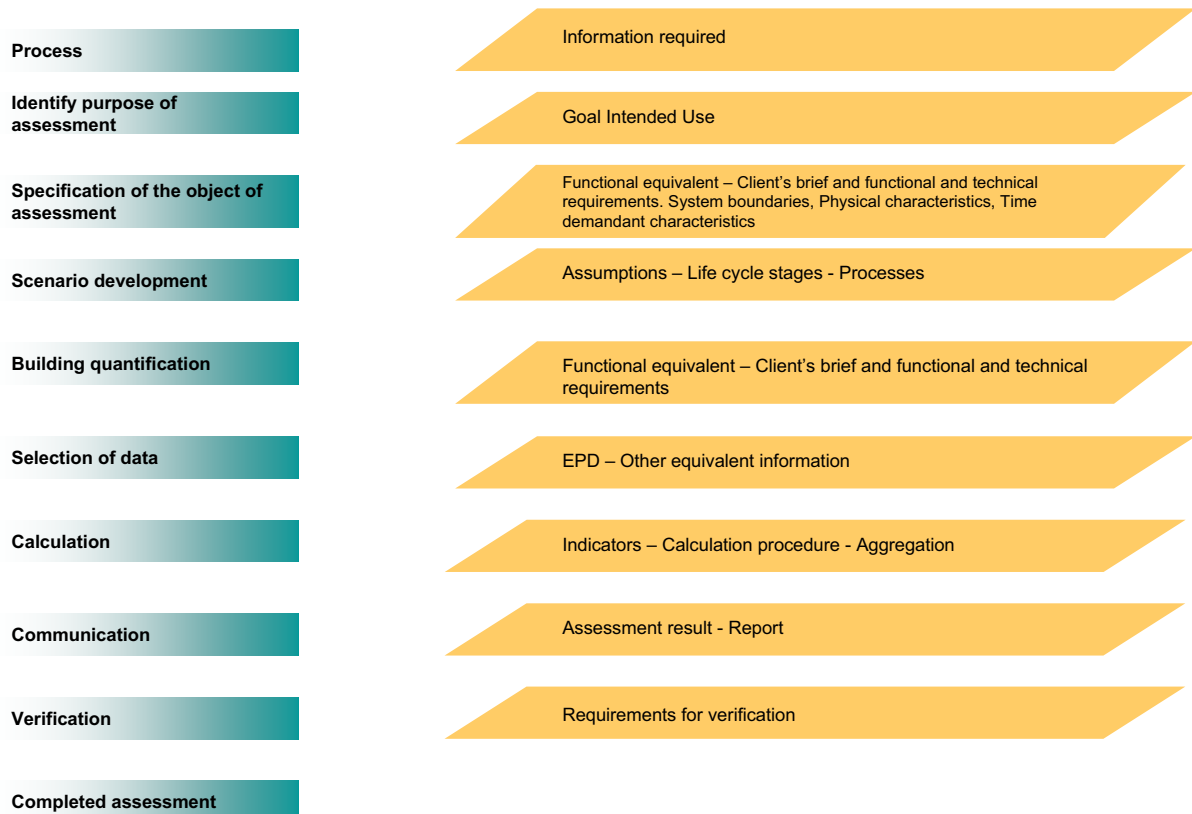 Process
Information required
Identify purpose of
assessment
Goal Intended Use
Specification of the object of
assessment
Functional equivalent – Client’s brief and functional and technical
requirements. System boundaries, Physical characteristics, Time
demandant characteristics
Scenario development
Assumptions – Life cycle stages - Processes
Building quantification
Functional equivalent – Client’s brief and functional and technical
requirements
Selection of data
EPD – Other equivalent information
Calculation
Indicators – Calculation procedure - Aggregation
Communication
Assessment result - Report
Verification
Requirements for verification
Completed assessment